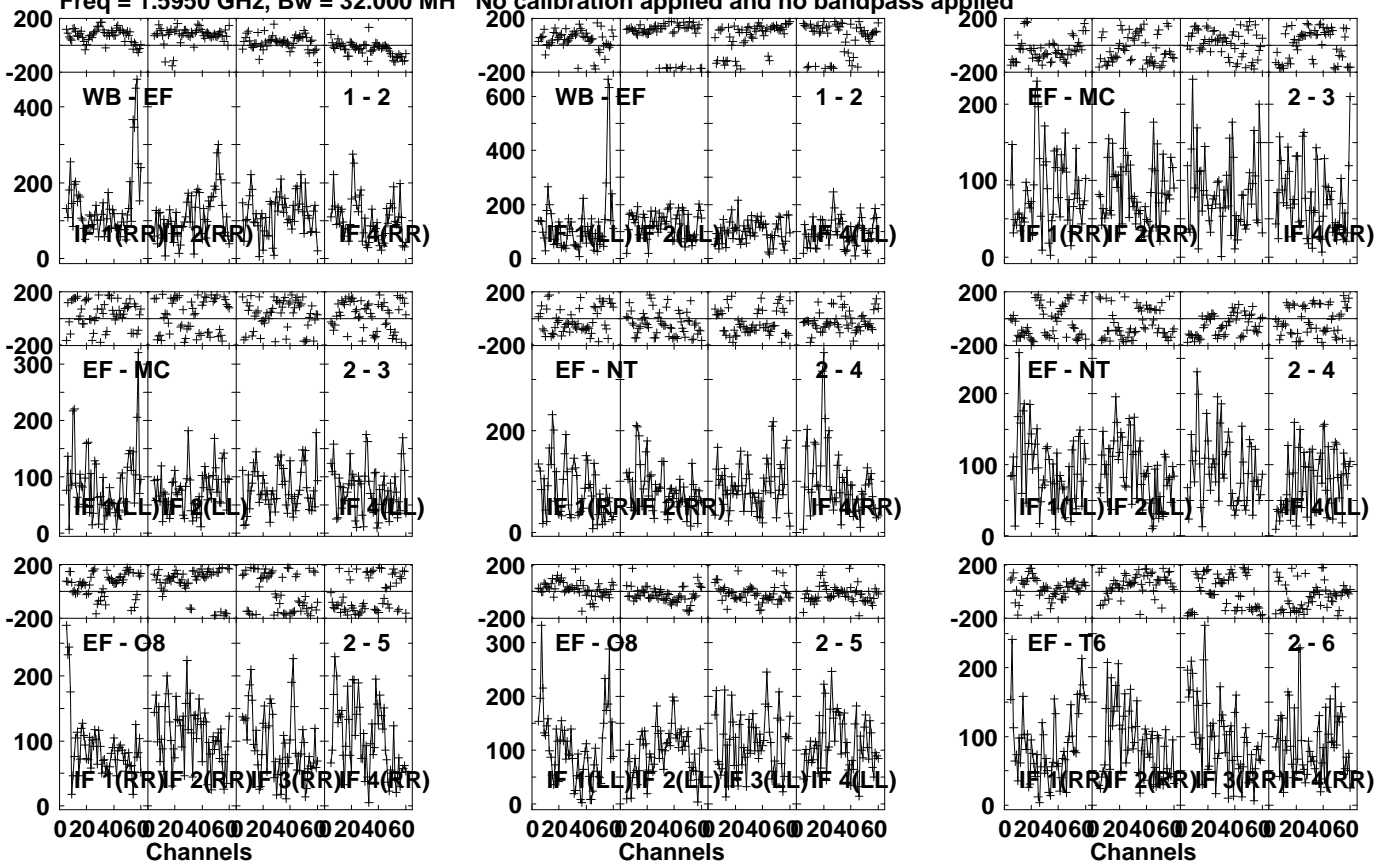 Freq = 1.5950 GHz, Bw = 32.000 MH No calibration applied and no bandpass applied
200
-200
WB - EF 1 - 2
400
200
0
IF 1(RR) IF 2(RR) IF 4(RR)
200
-200
WB - EF 1 - 2
600
400
200
0
IF 1(LL) IF 2(LL) IF 4(LL)
200
-200
EF - MC 2 - 3
200
100
0
IF 1(RR) IF 2(RR) IF 4(RR)
200
-200
EF - MC 2 - 3
300
200
100
0
IF 1(LL) IF 2(LL) IF 4(LL)
200
-200
EF - NT 2 - 4
200
0
IF 1(RR) IF 2(RR) IF 4(RR)
200
-200
EF - NT 2 - 4
200
100
0
IF 1(LL) IF 2(LL) IF 4(LL)
200
-200
EF - O8 2 - 5
200
100
0
IF 1(RR) IF 2(RR) IF 3(RR) IF 4(RR)
0 20 40 60 0 20 40 60 0 20 40 60 0 20 40 60
Channels
200
-200
EF - O8 2 - 5
300
200
100
0
IF 1(LL) IF 2(LL) IF 3(LL) IF 4(LL)
0 20 40 60 0 20 40 60 0 20 40 60 0 20 40 60
Channels
200
-200
EF - T6 2 - 6
200
100
0
IF 1(RR) IF 2(RR) IF 3(RR) IF 4(RR)
0 20 40 60 0 20 40 60 0 20 40 60 0 20 40 60
Channels